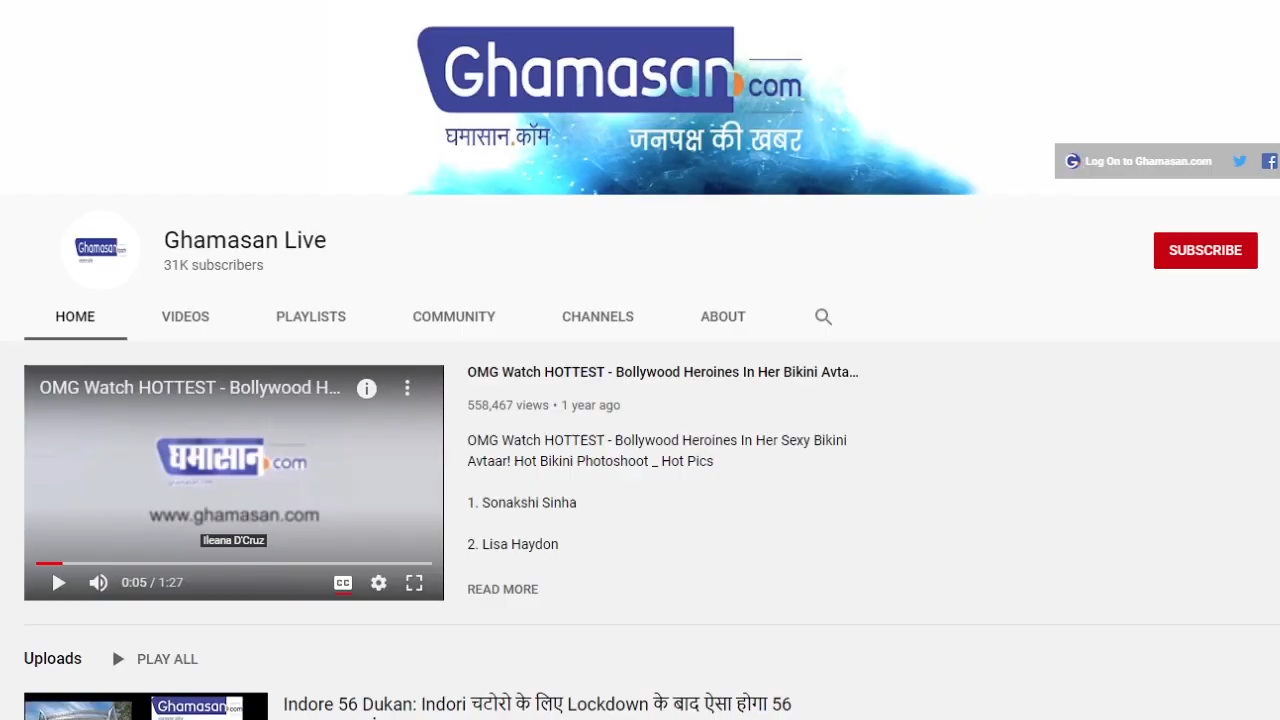 Ghamasan.com
घमासान.कॉम
जनपक्ष की खबर
Log On to Ghamasan.com
Ghamasan
Ghamasan Live
31K subscribers
SUBSCRIBE
HOME VIDEOS PLAYLISTS COMMUNITY CHANNELS ABOUT
OMG Watch HOTTEST - Bollywood H...
घमासान.com
www.ghamasan.com
Ileana D'Cruz
0:05 / 1:27
CC
OMG Watch HOTTEST - Bollywood Heroines In Her Bikini Avta...
558,467 views • 1 year ago
OMG Watch HOTTEST - Bollywood Heroines In Her Sexy Bikini
Avtaar! Hot Bikini Photoshoot _ Hot Pics
1. Sonakshi Sinha
2. Lisa Haydon
READ MORE
Uploads PLAY ALL
Ghamasan.com
Indore 56 Dukan: Indori चटोरो के लिए Lockdown के बाद ऐसा होगा 56